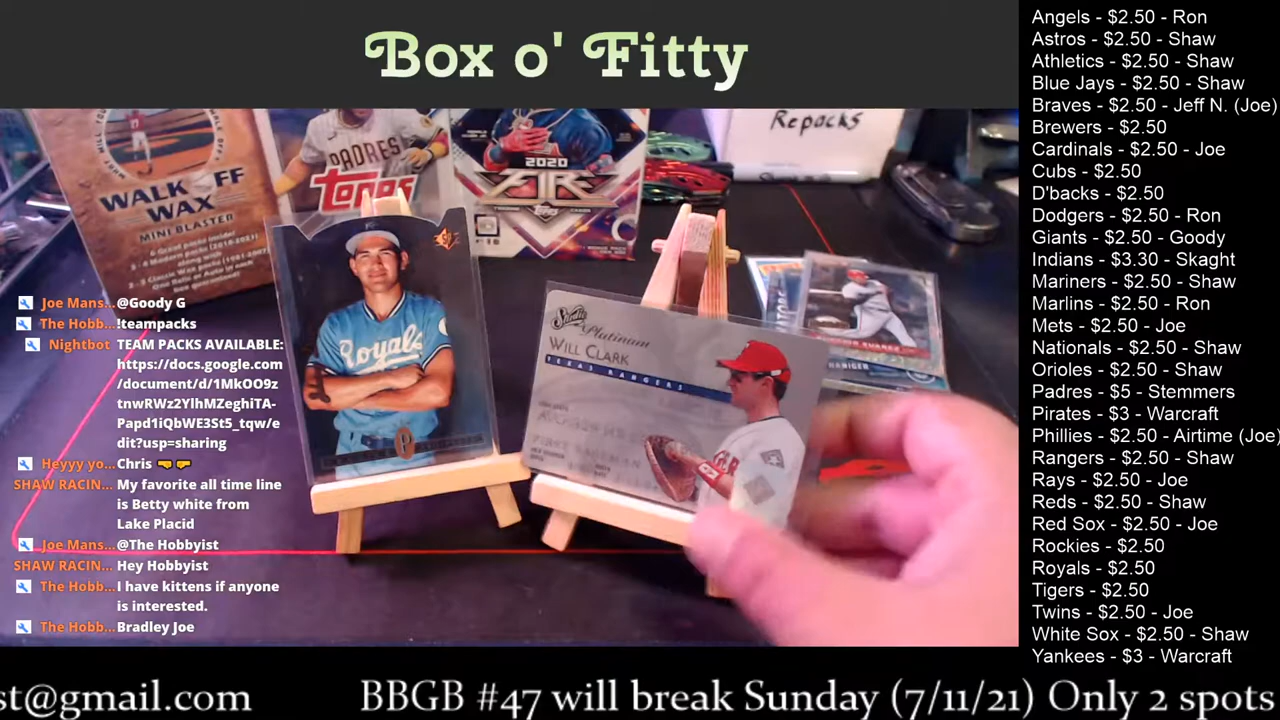 Box o' Fitty
Repacks
PADRES
topps
2020
FIRE
WALK OFF
WAX
MINI BLASTER
Royals
Studio
Platinum
WILL CLARK
TEXAS RANGERS
HANIGER
Joe Mans... @Goody G
The Hobb... !teampacks
Nightbot TEAM PACKS AVAILABLE:
https://docs.google.com
/document/d/1MkOO9z
tnwRWz2YlhMZeghiTA-
Papd1iQbWE3St5_tqw/e
dit?usp=sharing
Heyyy yo... Chris 🤜 🤛
SHAW RACIN... My favorite all time line
is Betty white from
Lake Placid
Joe Mans... @The Hobbyist
SHAW RACIN... Hey Hobbyist
The Hobb... I have kittens if anyone
is interested.
The Hobb... Bradley Joe
Angels - $2.50 - Ron
Astros - $2.50 - Shaw
Athletics - $2.50 - Shaw
Blue Jays - $2.50 - Shaw
Braves - $2.50 - Jeff N. (Joe)
Brewers - $2.50
Cardinals - $2.50 - Joe
Cubs - $2.50
D'backs - $2.50
Dodgers - $2.50 - Ron
Giants - $2.50 - Goody
Indians - $3.30 - Skaght
Mariners - $2.50 - Shaw
Marlins - $2.50 - Ron
Mets - $2.50 - Joe
Nationals - $2.50 - Shaw
Orioles - $2.50 - Shaw
Padres - $5 - Stemmers
Pirates - $3 - Warcraft
Phillies - $2.50 - Airtime (Joe)
Rangers - $2.50 - Shaw
Rays - $2.50 - Joe
Reds - $2.50 - Shaw
Red Sox - $2.50 - Joe
Rockies - $2.50
Royals - $2.50
Tigers - $2.50
Twins - $2.50 - Joe
White Sox - $2.50 - Shaw
Yankees - $3 - Warcraft
st@gmail.com BBGB #47 will break Sunday (7/11/21) Only 2 spots